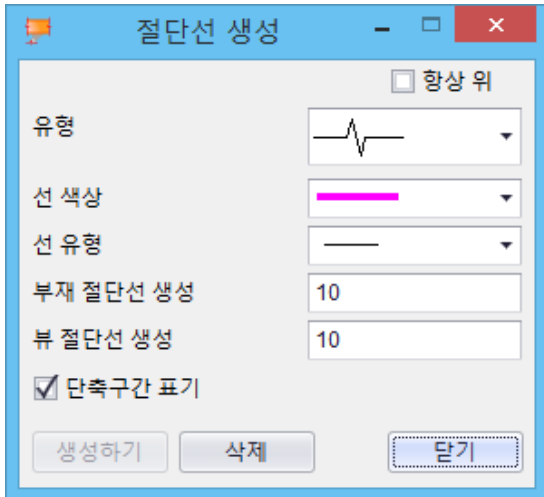 절단선 생성
항상 위
유형
선 색상
선 유형
부재 절단선 생성 10
뷰 절단선 생성 10
단축구간 표기
생성하기 삭제 닫기